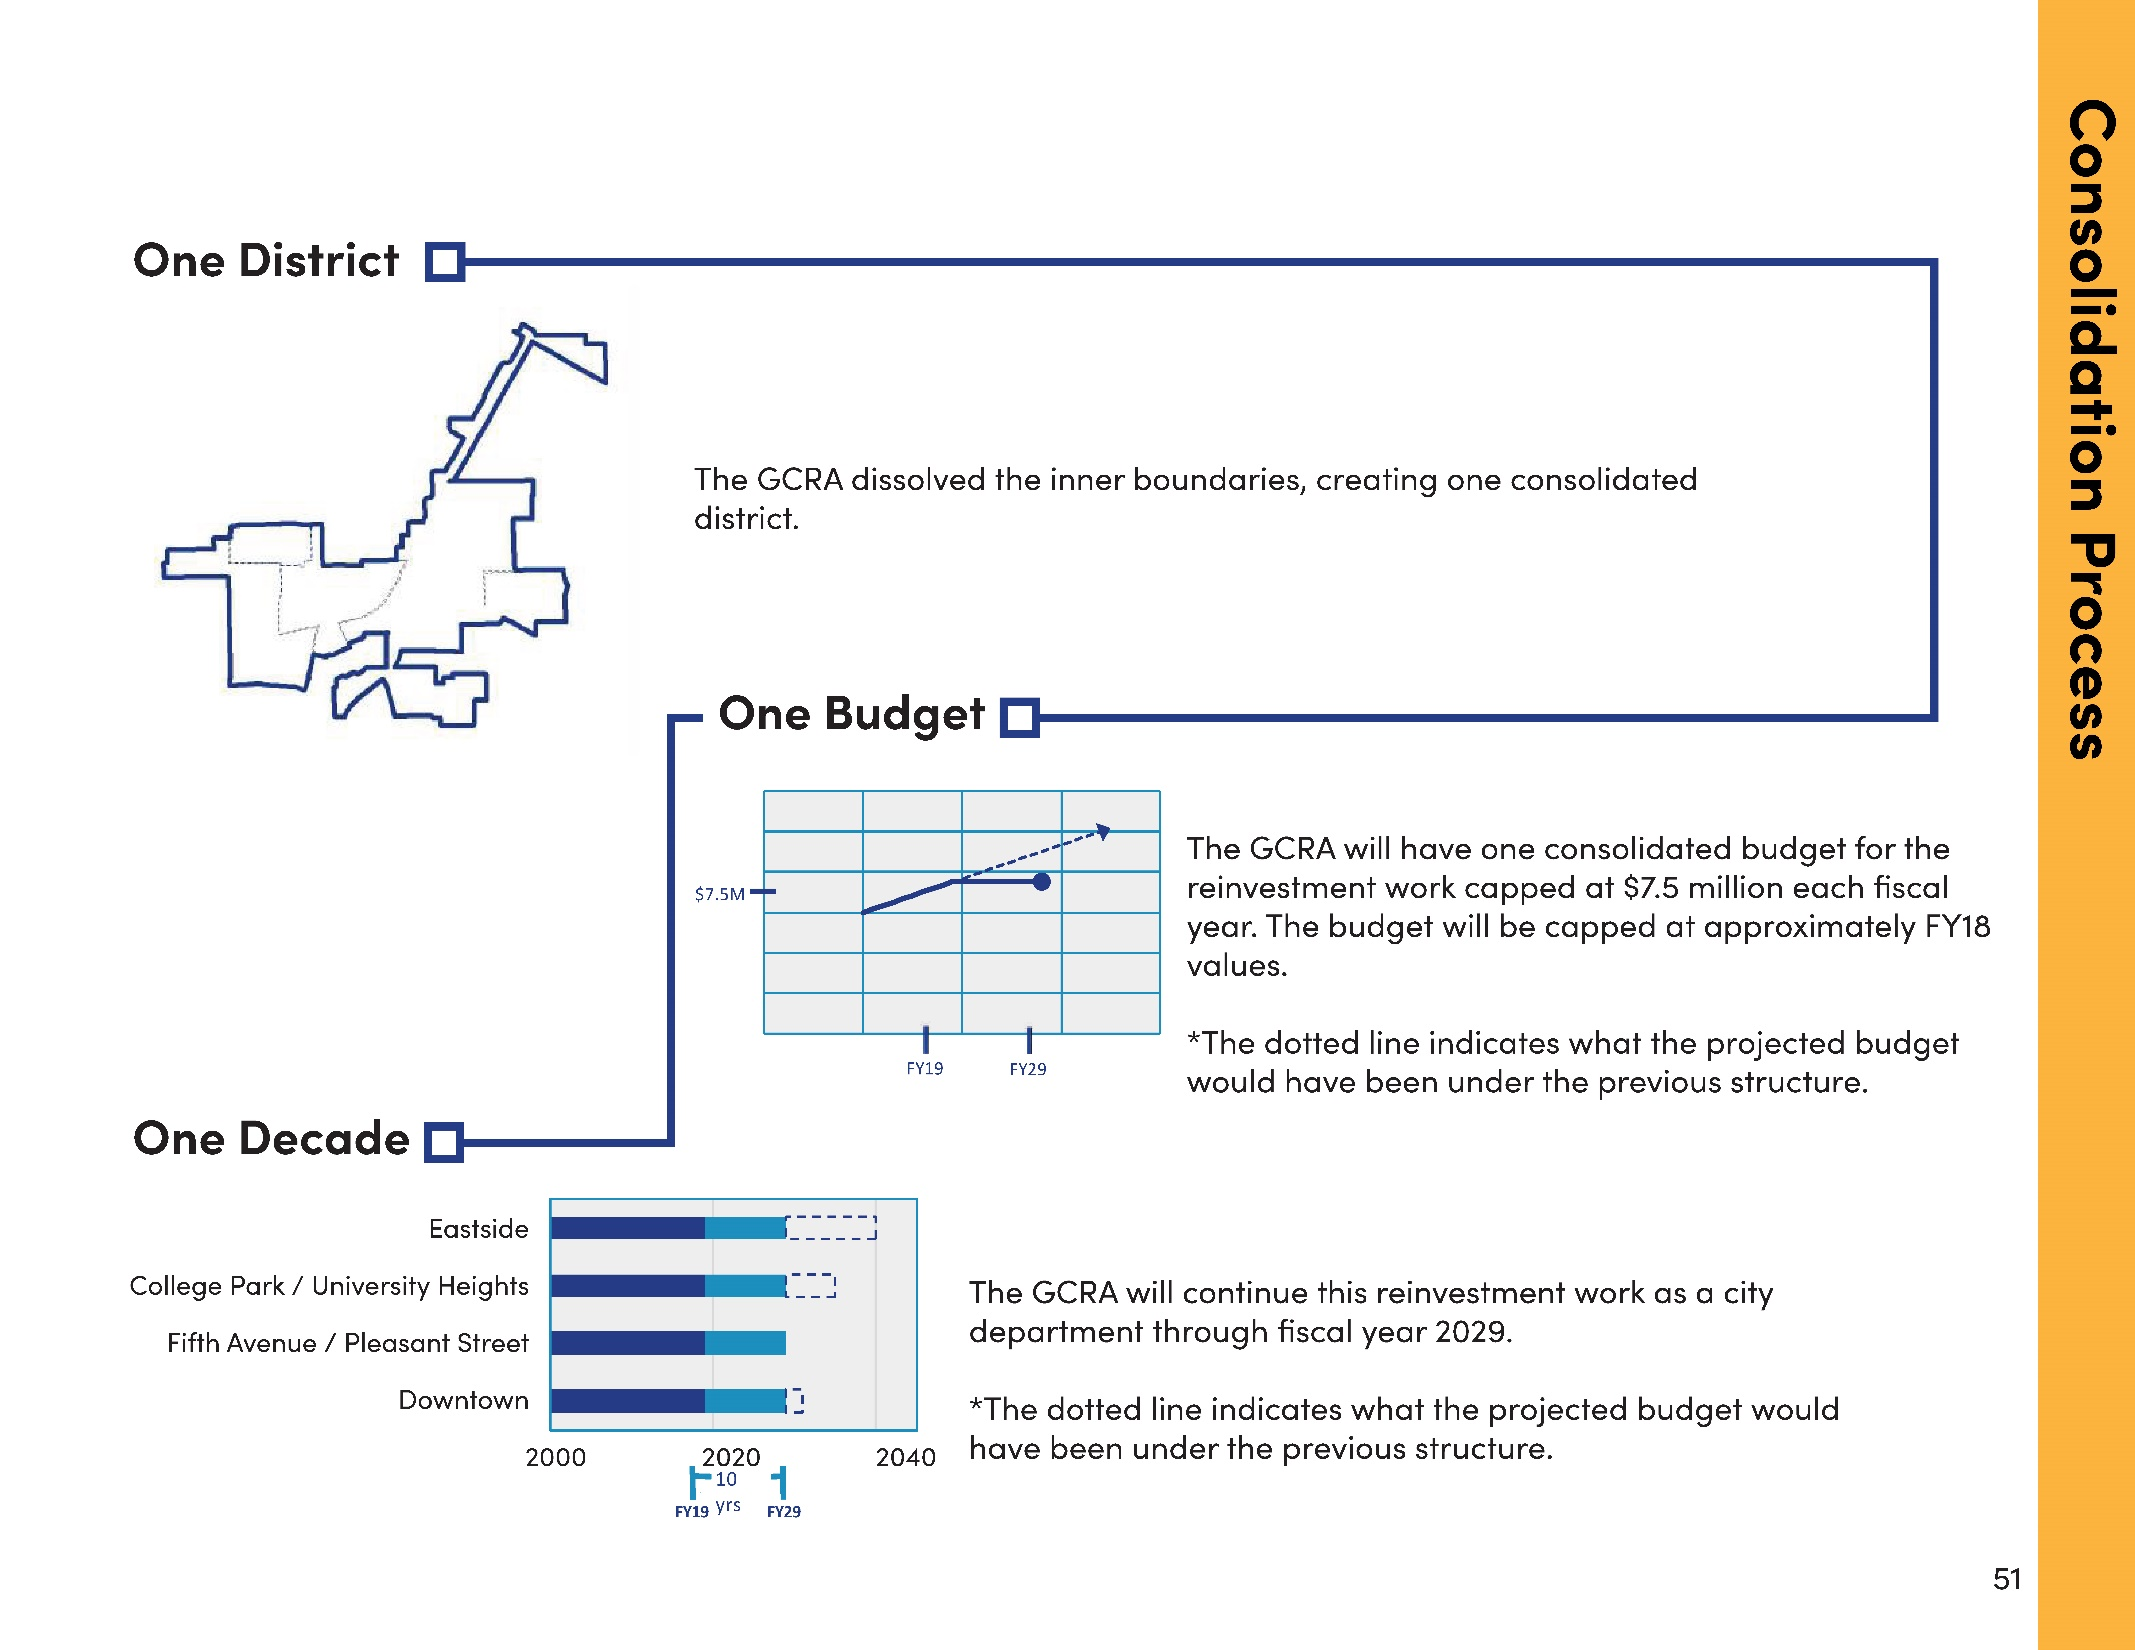 Consolidation Process
One District
The GCRA dissolved the inner boundaries, creating one consolidated
district.
One Budget
$7.5M
FY19
FY29
The GCRA will have one consolidated budget for the
reinvestment work capped at $7.5 million each fiscal
year. The budget will be capped at approximately FY18
values.
*The dotted line indicates what the projected budget
would have been under the previous structure.
One Decade
Eastside
College Park / University Heights
Fifth Avenue / Pleasant Street
Downtown
2000
2020
2040
10
yrs
FY19
FY29
The GCRA will continue this reinvestment work as a city
department through fiscal year 2029.
*The dotted line indicates what the projected budget would
have been under the previous structure.
51